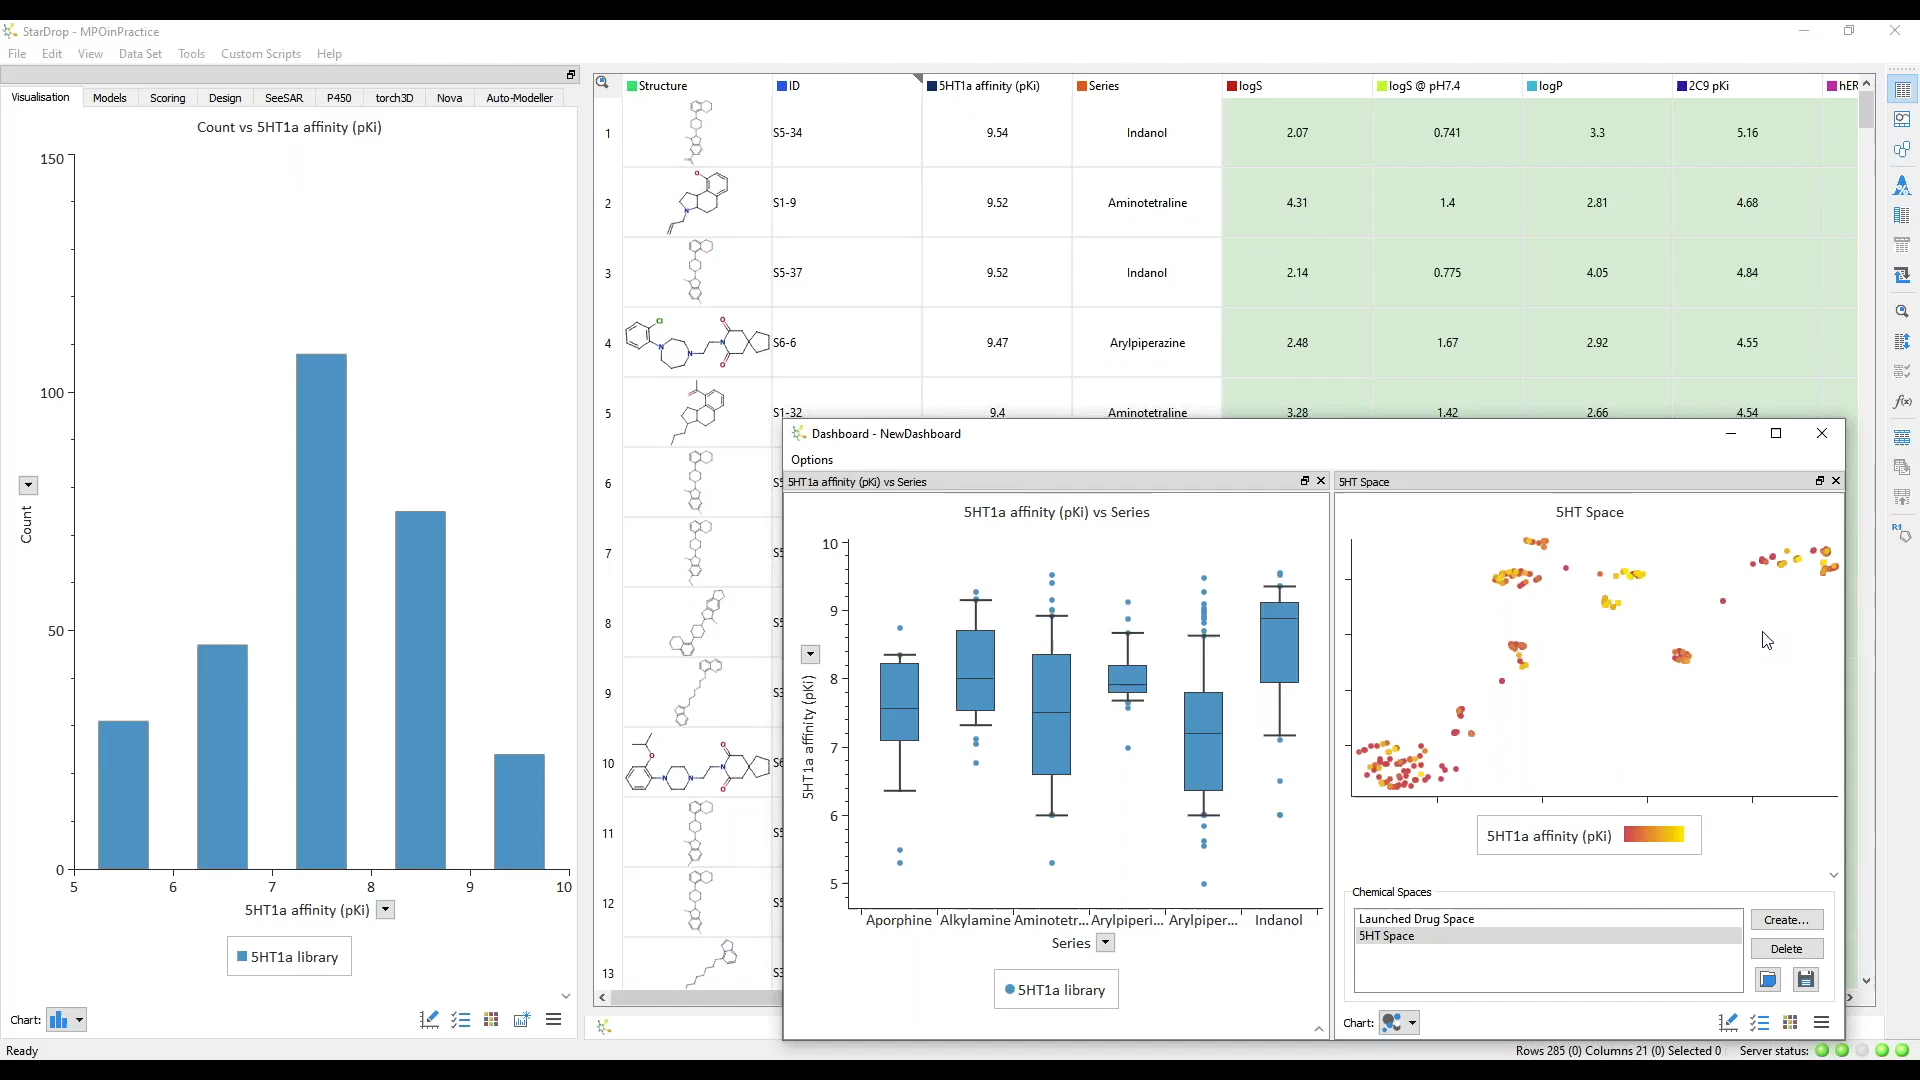 StarDrop - MPOinPractice
File Edit View Data Set Tools Custom Scripts Help
Visualisation Models Scoring Design SeeSAR P450 torch3D Nova Auto-Modeller
Count vs 5HT1a affinity (pKi)
150
100
50
0
Count
5 6 7 8 9 10
5HT1a affinity (pKi)
5HT1a library
Chart:
Ready
Structure ID 5HT1a affinity (pKi) Series logS logS @ pH7.4 logP 2C9 pKi hER
1 S5-34 9.54 Indanol 2.07 0.741 3.3 5.16
2 S1-9 9.52 Aminotetraline 4.31 1.4 2.81 4.68
3 S5-37 9.52 Indanol 2.14 0.775 4.05 4.84
4 S6-6 9.47 Arylpiperazine 2.48 1.67 2.92 4.55
5 S1-32 9.4 Aminotetraline 3.28 1.42 2.66 4.54
6
7
8
9
10
11
12
13
Dashboard - NewDashboard
Options
5HT1a affinity (pKi) vs Series
5HT1a affinity (pKi) vs Series
10
9
8
7
6
5
5HT1a affinity (pKi)
Aporphine Alkylamine Aminotetr... Arylpiperi... Arylpiper... Indanol
Series
5HT1a library
5HT Space
5HT Space
5HT1a affinity (pKi)
Chemical Spaces
Launched Drug Space
5HT Space
Create...
Delete
Chart:
Rows 285 (0) Columns 21 (0) Selected 0 Server status: